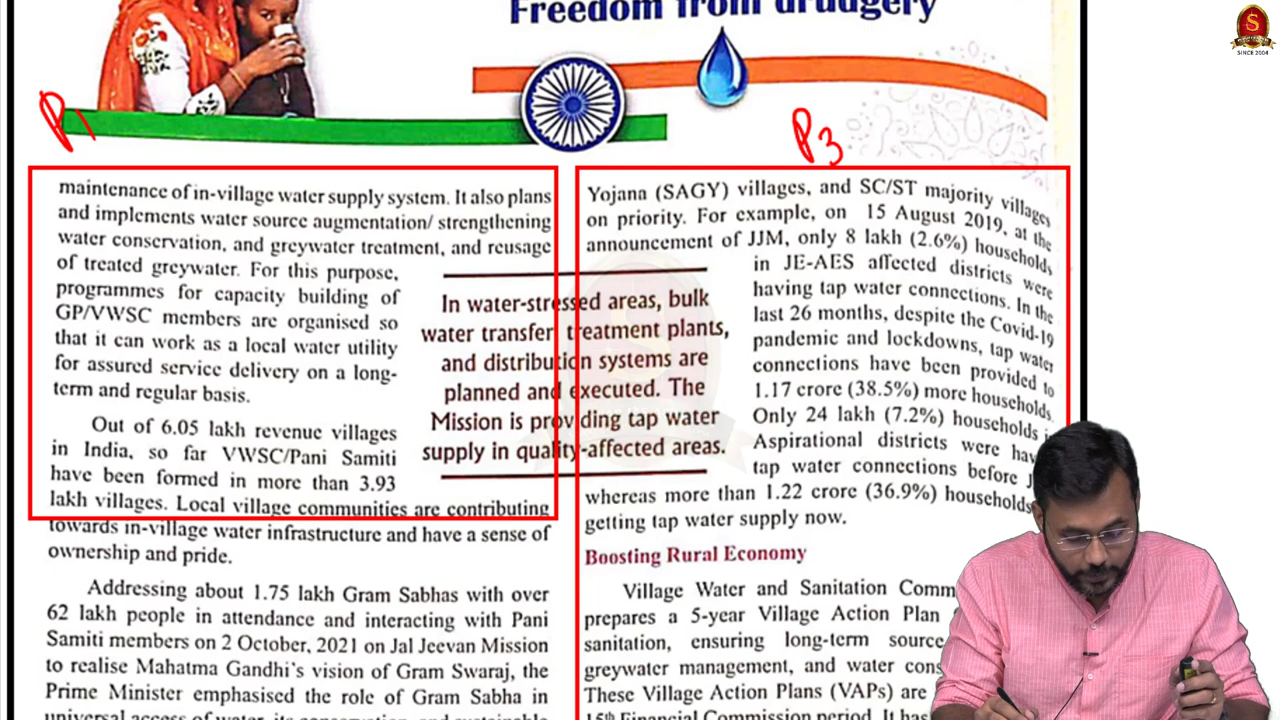 Freedom from drudgery
S
SINCE 2004
P1
P3
maintenance of in-village water supply system. It also plans
and implements water source augmentation/ strengthening
water conservation, and greywater treatment, and reusage
of treated greywater. For this purpose,
programmes for capacity building of
GP/VWSC members are organised so
that it can work as a local water utility
for assured service delivery on a long-
term and regular basis.
Out of 6.05 lakh revenue villages
in India, so far VWSC/Pani Samiti
have been formed in more than 3.93
lakh villages. Local village communities are contributing
towards in-village water infrastructure and have a sense of
ownership and pride.
Addressing about 1.75 lakh Gram Sabhas with over
62 lakh people in attendance and interacting with Pani
Samiti members on 2 October, 2021 on Jal Jeevan Mission
to realise Mahatma Gandhi's vision of Gram Swaraj, the
Prime Minister emphasised the role of Gram Sabha in
universal access of water, its conservation, and sustainable
In water-stressed areas, bulk
water transfer, treatment plants,
and distribution systems are
planned and executed. The
Mission is providing tap water
supply in quality-affected areas.
Yojana (SAGY) villages, and SC/ST majority villages
on priority. For example, on 15 August 2019, at the
announcement of JJM, only 8 lakh (2.6%) households
in JE-AES affected districts were
having tap water connections. In the
last 26 months, despite the Covid-19
pandemic and lockdowns, tap water
connections have been provided to
1.17 crore (38.5%) more households.
Only 24 lakh (7.2%) households
Aspirational districts were
tap water connections before
whereas more than 1.22 crore (36.9%) households
getting tap water supply now.
Boosting Rural Economy
Village Water and Sanitation
prepares a 5-year Village Action Plan
sanitation, ensuring long-term source
greywater management, and water
These Village Action Plans (VAPs) are
15th Financial Commission period. It